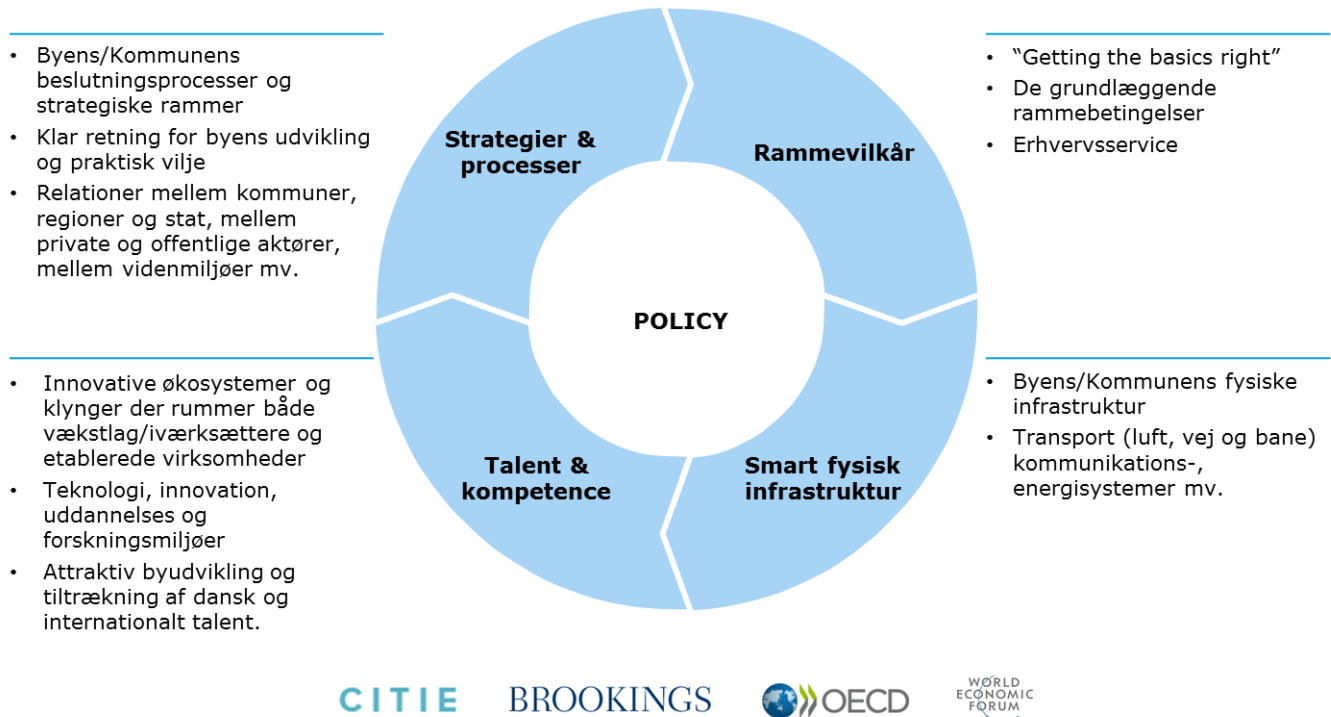 • Byens/Kommunens
beslutningsprocesser og
strategiske rammer
• Klar retning for byens udvikling
og praktisk vilje
• Relationer mellem kommuner,
regioner og stat, mellem
private og offentlige aktører,
mellem videnmiljøer mv.
Strategier &
processer
Rammevilkår
• “Getting the basics right”
• De grundlæggende
rammebetingelser
• Erhvervsservice
POLICY
• Innovative økosystemer og
klynger der rummer både
vækstlag/iværksættere og
etablerede virksomheder
• Teknologi, innovation,
uddannelses og
forskningsmiljøer
• Attraktiv byudvikling og
tiltrækning af dansk og
internationalt talent.
Talent &
kompetence
Smart fysisk
infrastruktur
• Byens/Kommunens fysiske
infrastruktur
• Transport (luft, vej og bane)
kommunikations-,
energisystemer mv.
CITIE
BROOKINGS
OECD
WORLD
ECONOMIC
FORUM